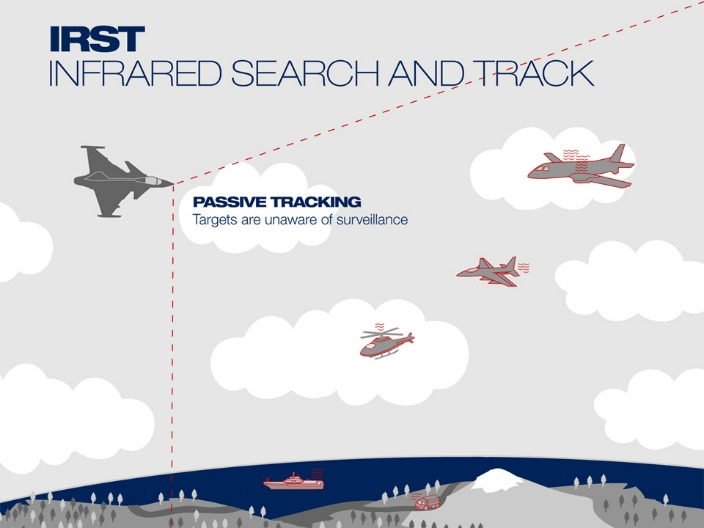 IRST
INFRARED SEARCH AND TRACK
PASSIVE TRACKING
Targets are unaware of surveillance